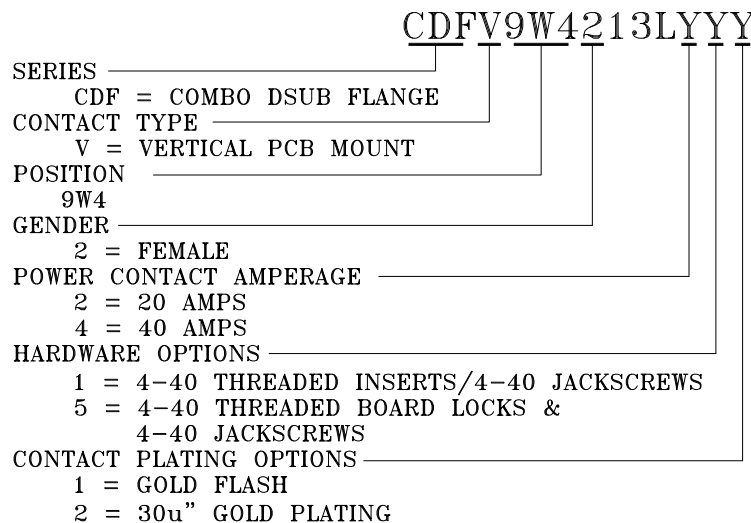 CDFV9W4213LYYY
SERIES
CDF = COMBO DSUB FLANGE
CONTACT TYPE
V = VERTICAL PCB MOUNT
POSITION
9W4
GENDER
2 = FEMALE
POWER CONTACT AMPERAGE
2 = 20 AMPS
4 = 40 AMPS
HARDWARE OPTIONS
1 = 4-40 THREADED INSERTS/4-40 JACKSCREWS
5 = 4-40 THREADED BOARD LOCKS &
4-40 JACKSCREWS
CONTACT PLATING OPTIONS
1 = GOLD FLASH
2 = 30u" GOLD PLATING